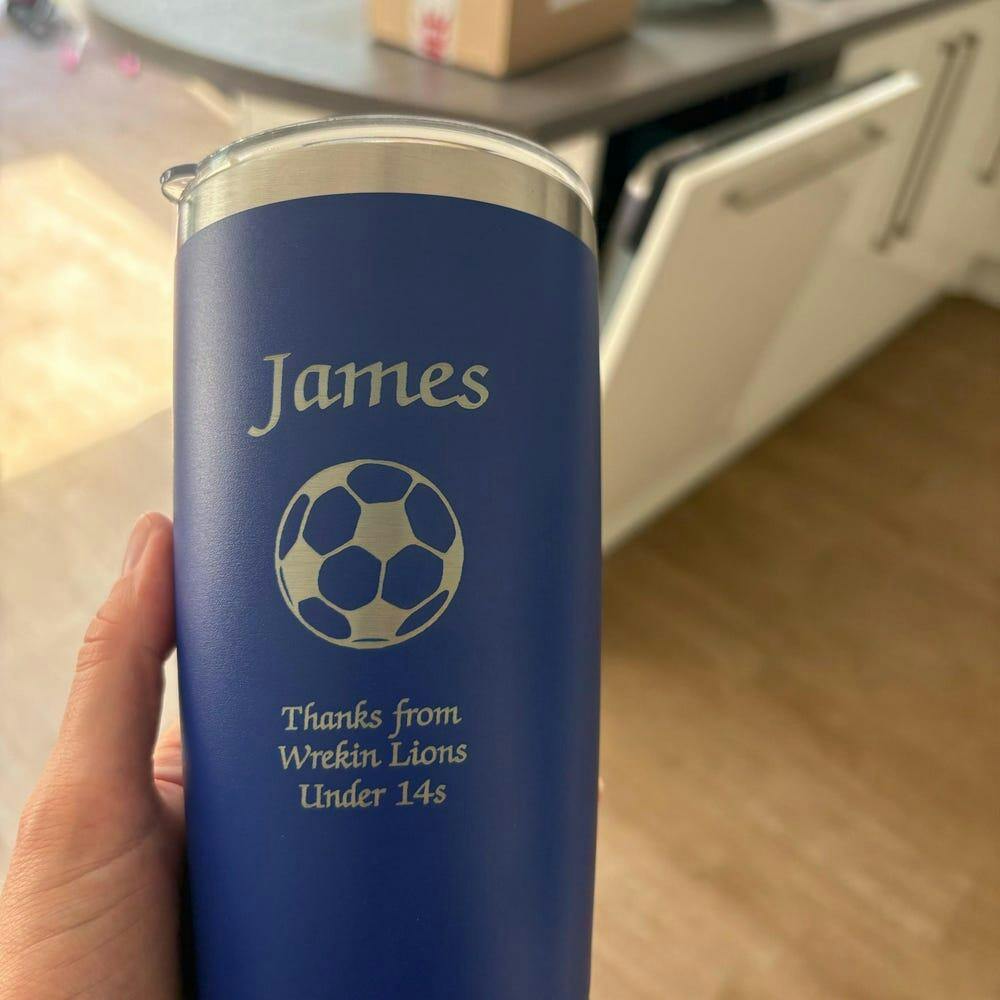 James
Thanks from
Wrekin Lions
Under 14s